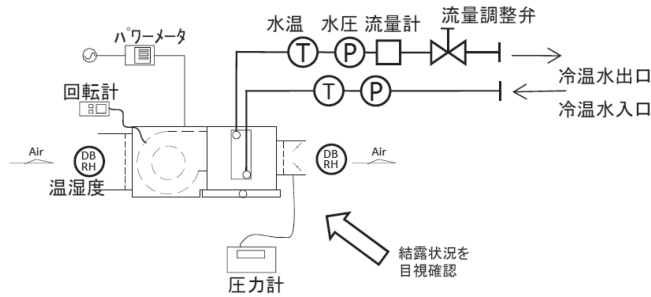 水温 水圧 流量計 流量調整弁
T P
冷温水出口
T P
冷温水入口
パワーメータ
回転計
Air
DB
RH
温湿度
DB
RH
Air
圧力計
結露状況を
目視確認